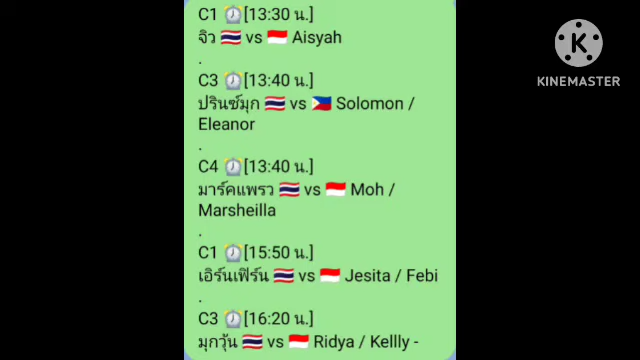 C1 ⏰[13:30 น.]
จิว 🇹🇭 vs 🇮🇩 Aisyah
.
C3 ⏰[13:40 น.]
ปรินซ์มุก 🇹🇭 vs 🇵🇭 Solomon /
Eleanor
.
C4 ⏰[13:40 น.]
มาร์คแพรว 🇹🇭 vs 🇮🇩 Moh /
Marsheilla
.
C1 ⏰[15:50 น.]
เอิร์นเฟิร์น 🇹🇭 vs 🇮🇩 Jesita / Febi
.
C3 ⏰[16:20 น.]
มุกวุ้น 🇹🇭 vs 🇮🇩 Ridya / Kellly -
K
KINEMASTER